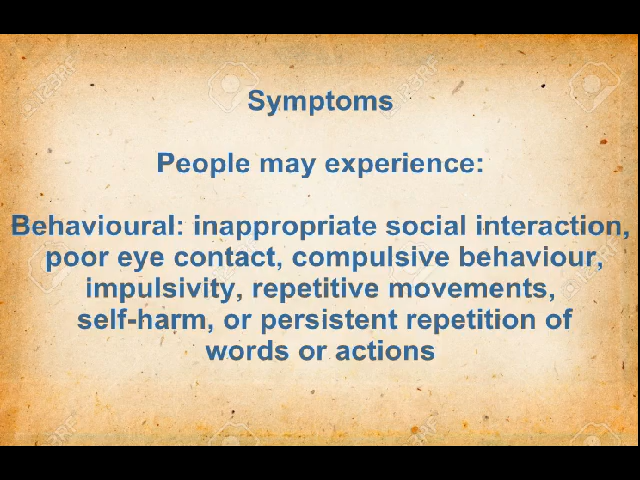 Symptoms
People may experience:
Behavioural: inappropriate social interaction,
poor eye contact, compulsive behaviour,
impulsivity, repetitive movements,
self-harm, or persistent repetition of
words or actions